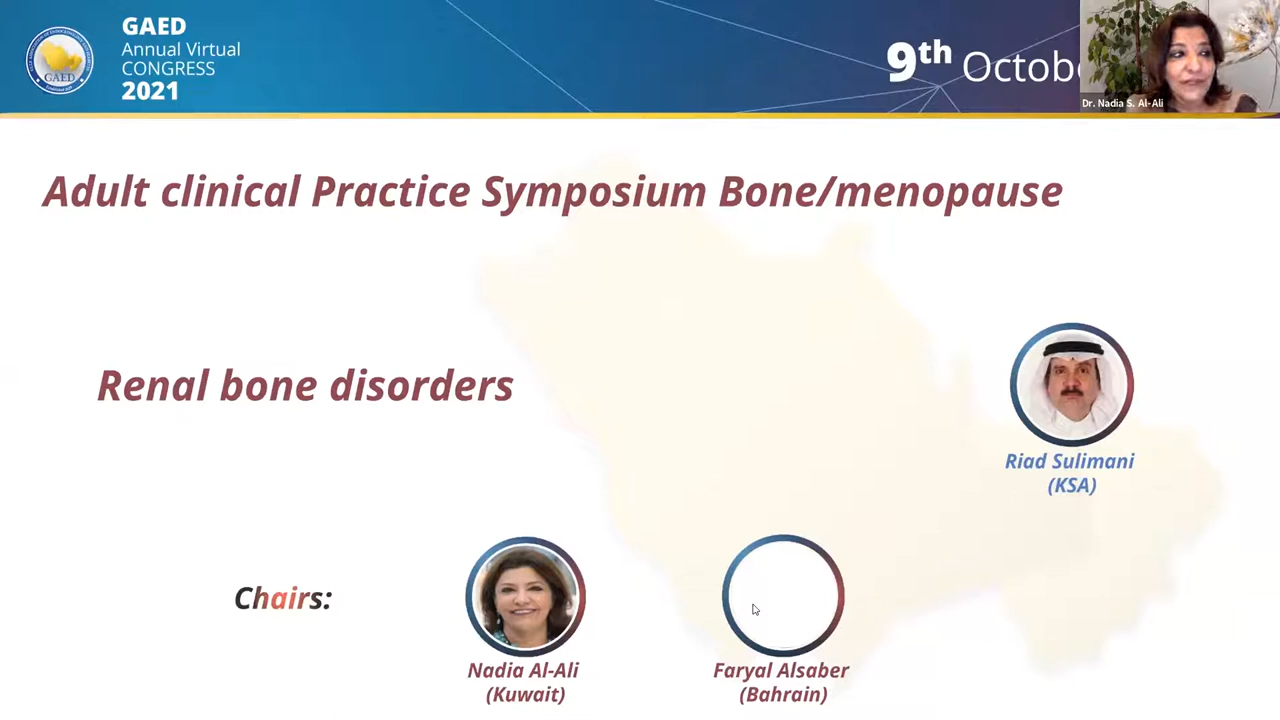 GAED
Annual Virtual
CONGRESS
2021
GAED
9th
Dr. Nadia S. Al-Ali
Adult clinical Practice Symposium Bone/menopause
Renal bone disorders
Riad Sulimani
(KSA)
Chairs:
Nadia Al-Ali
(Kuwait)
Faryal Alsaber
(Bahrain)